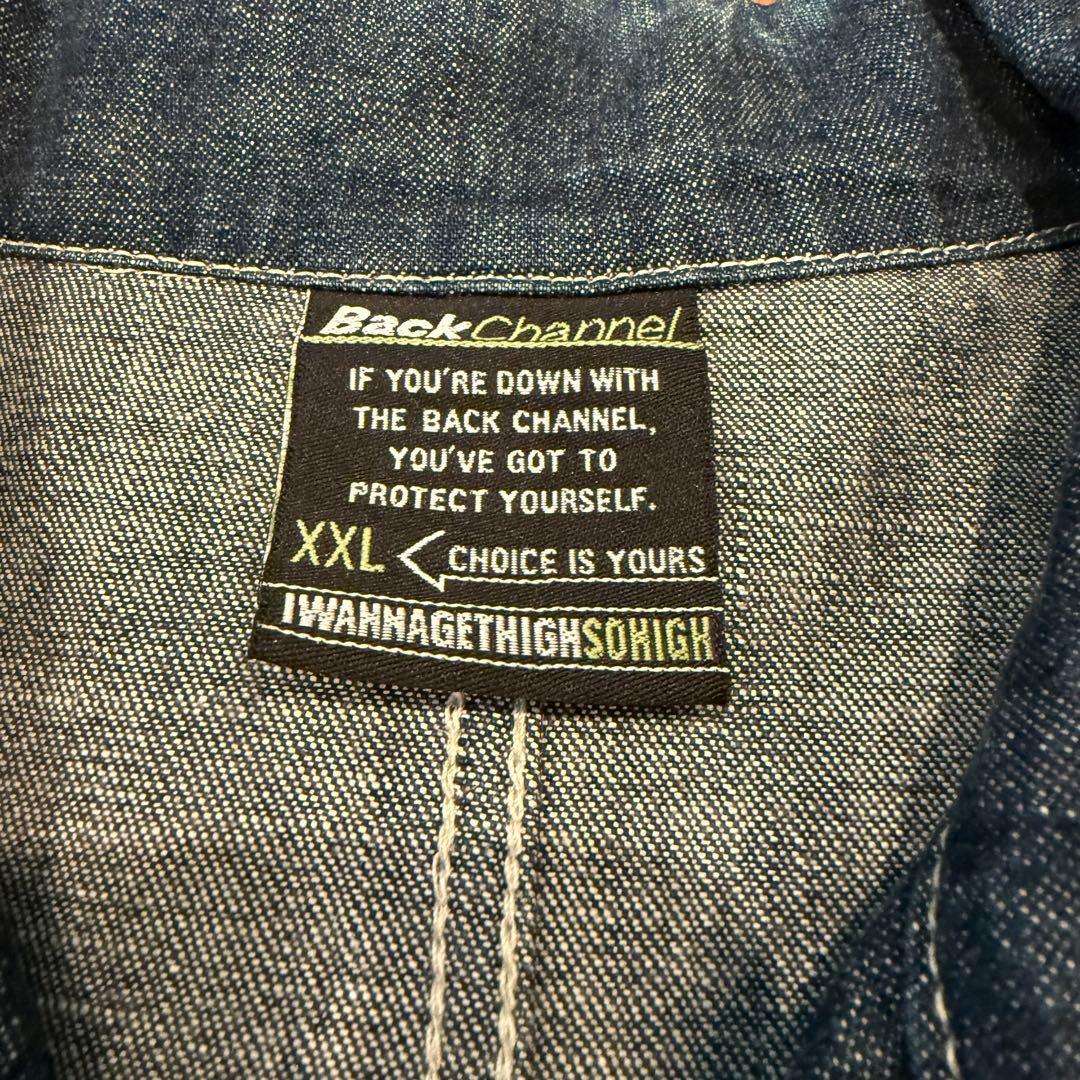 BackChannel
IF YOU'RE DOWN WITH
THE BACK CHANNEL,
YOU'VE GOT TO
PROTECT YOURSELF.
XXL CHOICE IS YOURS
IWANNAGETHIGHSOHIGH